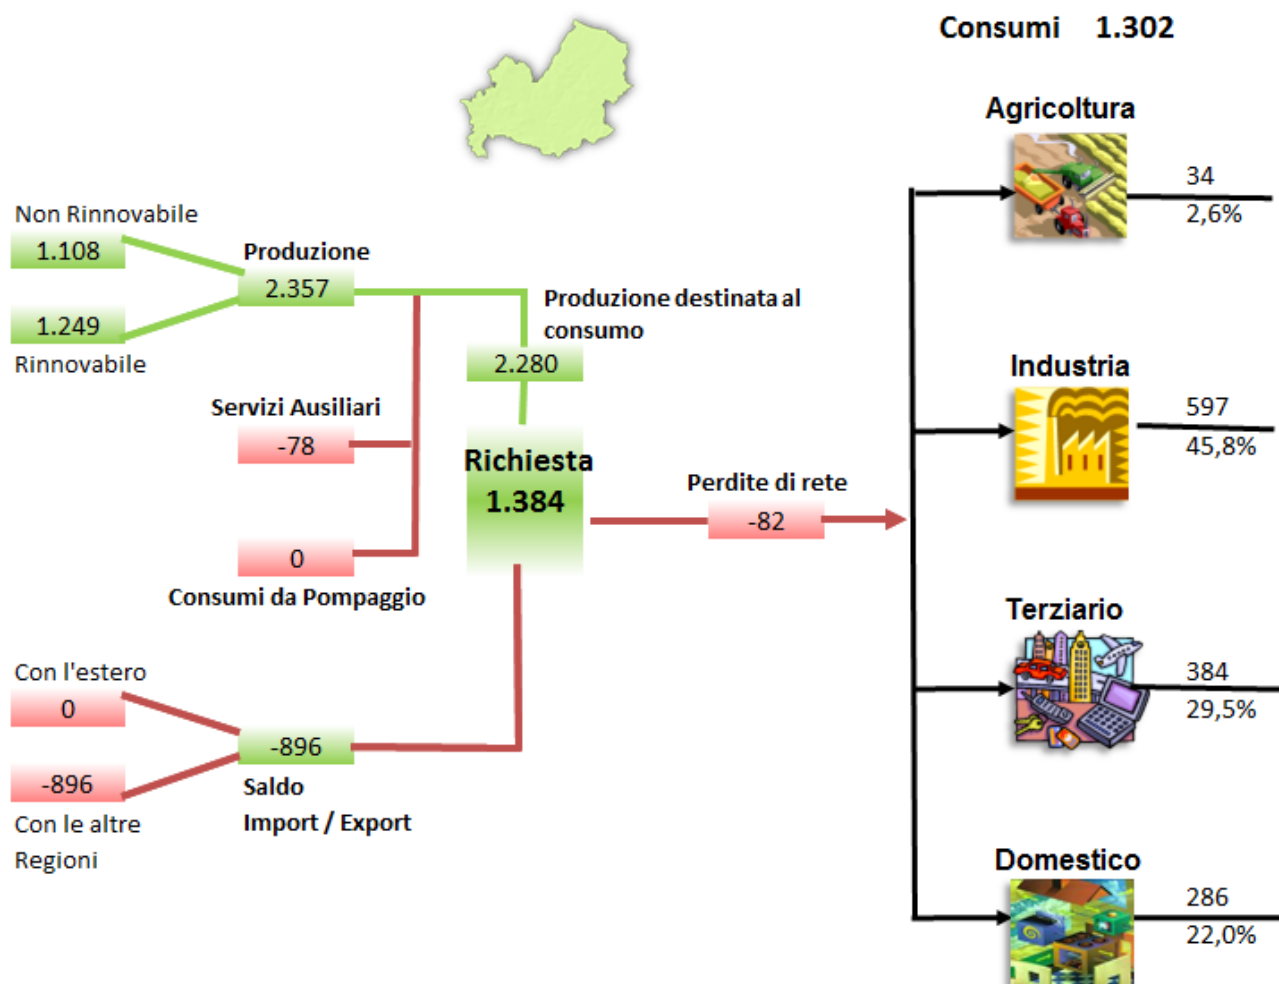 Consumi 1.302
Agricoltura
34
2,6%
Non Rinnovabile
1.108
Produzione
2.357
1.249
Rinnovabile
Produzione destinata al
consumo
2.280
Servizi Ausiliari
-78
Richiesta
1.384
0
Consumi da Pompaggio
Perdite di rete
-82
Industria
597
45,8%
Con l'estero
0
-896
Saldo
Import / Export
-896
Con le altre
Regioni
Terziario
384
29,5%
Domestico
286
22,0%